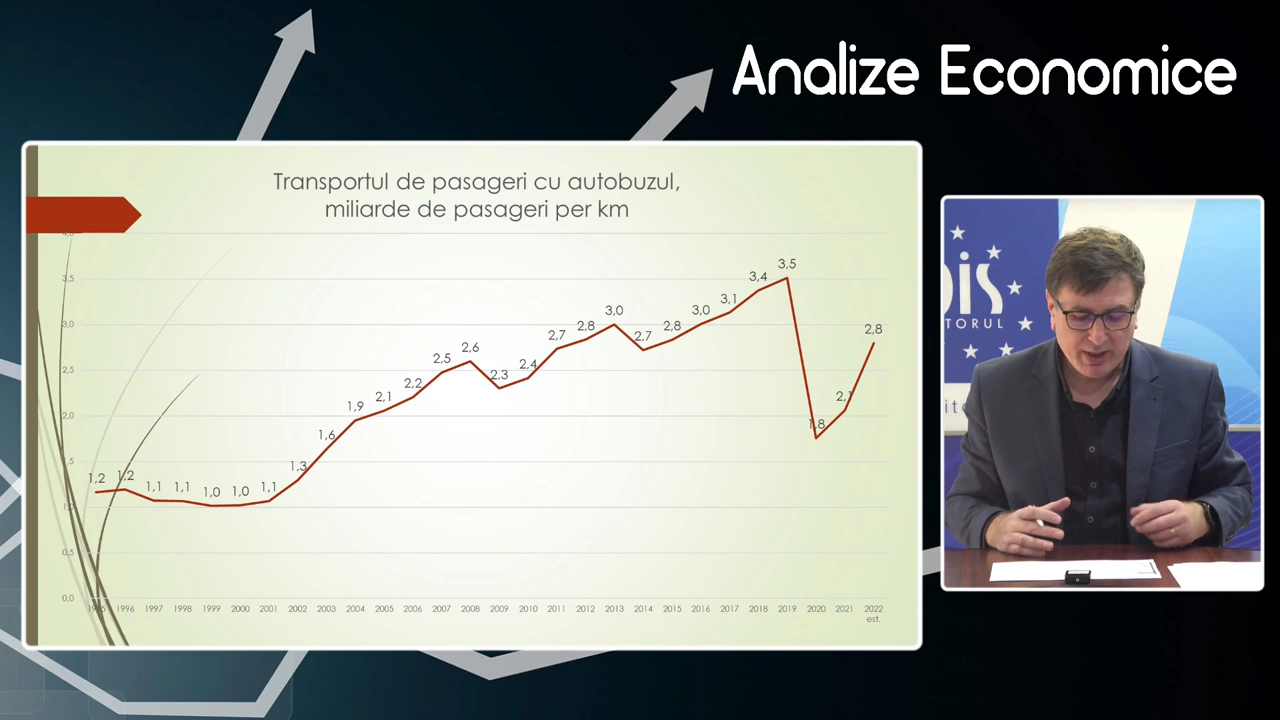 Analize Economice
Transportul de pasageri cu autobuzul,
miliarde de pasageri per km
3,5
3,0
2,5
2,0
0,5
0,0
1,2 1,2 1,1 1,1 1,0 1,0 1,1 1,3 1,6 1,9 2,1 2,2 2,5 2,6 2,3 2,4 2,7 2,8 3,0 2,7 2,8 3,0 3,1 3,4 3,5 1,8 2,1 2,8
1995 1996 1997 1998 1999 2000 2001 2002 2003 2004 2005 2006 2007 2008 2009 2010 2011 2012 2013 2014 2015 2016 2017 2018 2019 2020 2021 2022
est.
TORUL